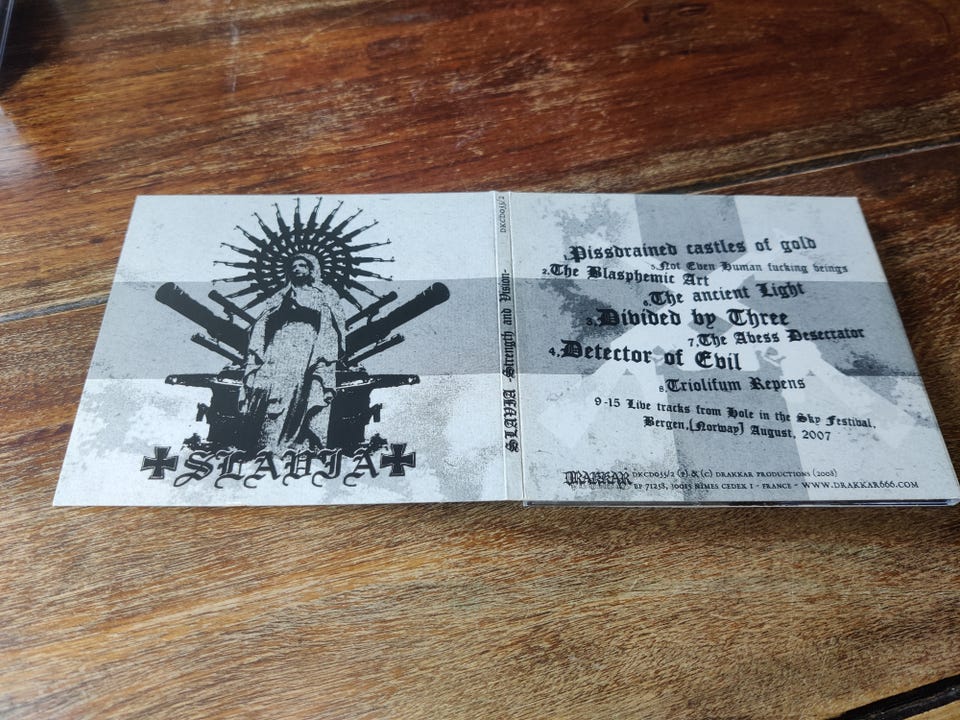 SLAVIA
SLAVIA -Strength and Vision- DKCD035/2
1.Pissdrained castles of gold
5.Not Even Human fucking beings
2.The Blasphemic Art
6.The ancient Light
3.Divided by Three
7.The Abess Desecrator
4.Detector of Evil
8.Triolifum Repens
9-15 Live tracks from Hole in the Sky Festival,
Bergen,[Norway] August, 2007
DRAKKAR DKCD035/2 (P) & (C) DRAKKAR PRODUCTIONS (2008)
BP 71258, 30015 NIMES CEDEX 1 - FRANCE - WWW.DRAKKAR666.COM